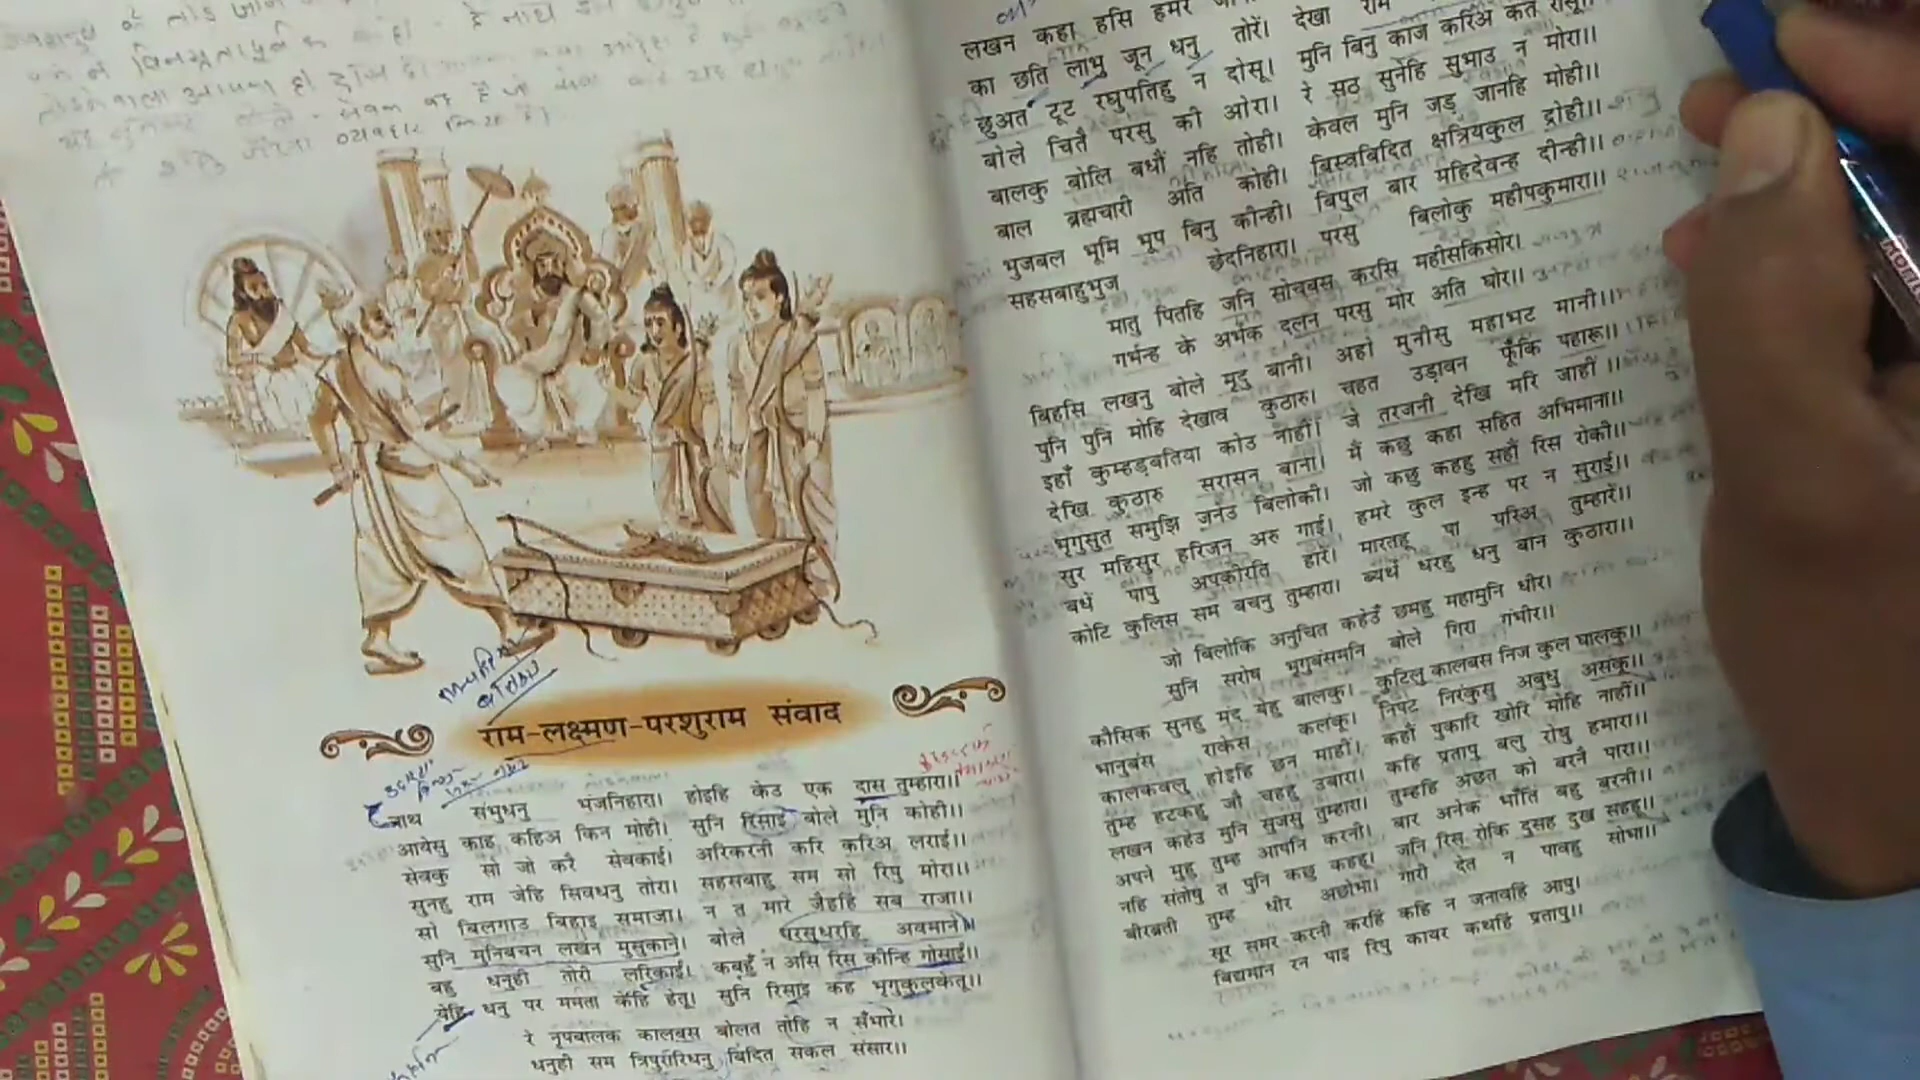 राम-लक्ष्मण-परशुराम संवाद
नाथ संभुधनु भंजनिहारा। होइहि केउ एक दास तुम्हारा॥
आयेसु काह कहिअ किन मोही। सुनि रिसाइ बोले मुनि कोही॥
सेवकु सो जो करै सेवकाई। अरिकरनी करि करिअ लराई॥
सुनहु राम जेहि सिवधनु तोरा। सहसबाहु सम सो रिपु मोरा॥
सो बिलगाउ बिहाइ समाजा। न त मारे जैहहिं सब राजा॥
सुनि मुनिबचन लखन मुसुकाने। बोले परसुधरहि अवमाने॥
बहु धनुही तोरी लरिकाईं। कबहुँ न असि रिस कीन्हि गोसाईं॥
येहि धनु पर ममता केहि हेतू। सुनि रिसाइ कह भृगुकुलकेतू॥
रे नृपबालक कालबस बोलत तोहि न सँभार।
धनुही सम त्रिपुरारिधनु बिदित सकल संसार॥
लखन कहा हसि हमरे
का छति लाभु जून धनु तोरें। देखा राम
छुअत टूट रघुपतिहु न दोसू। मुनि बिनु काज करिअ कत रोसू॥
बोले चितै परसु की ओरा। रे सठ सुनेहि सुभाउ न मोरा॥
बालकु बोलि बधौं नहि तोही। केवल मुनि जड़ जानहि मोही॥
बाल ब्रह्मचारी अति कोही। बिस्वबिदित क्षत्रियकुल द्रोही॥
भुजबल भूमि भूप बिनु कीन्ही। बिपुल बार महिदेवन्ह दीन्ही॥
सहसबाहुभुज छेदनिहारा। परसु बिलोकु महीपकुमारा॥
मातु पितहि जनि सोचबस करसि महीसकिसोर।
गर्भन्ह के अर्भक दलन परसु मोर अति घोर॥
बिहसि लखनु बोले मृदु बानी। अहो मुनीसु महाभट मानी॥
पुनि पुनि मोहि देखाव कुठारु। चहत उड़ावन फूँकि पहारू॥
इहाँ कुम्हड़बतिया कोउ नाहीं। जे तरजनी देखि मरि जाहीं॥
देखि कुठारु सरासन बाना। मैं कछु कहा सहित अभिमाना॥
भृगुसुत समुझि जनेउ बिलोकी। जो कछु कहहु सहौं रिस रोकी॥
सुर महिसुर हरिजन अरु गाई। हमरे कुल इन्ह पर न सुराई॥
बधें पापु अपकीरति हारें। मारतहू पा परिअ तुम्हारें॥
कोटि कुलिस सम बचनु तुम्हारा। ब्यर्थ धरहु धनु बान कुठारा॥
जो बिलोकि अनुचित कहेउँ छमहु महामुनि धीर।
सुनि सरोष भृगुबंसमनि बोले गिरा गंभीर॥
कौसिक सुनहु मंद येहु बालकु। कुटिलु कालबस निज कुल घालकु॥
भानुबंस राकेस कलंकू। निपट निरंकुसु अबुधु असंकू॥
कालकवलु होइहि छन माहीं। कहौं पुकारि खोरि मोहि नाहीं॥
तुम्ह हटकहु जौ चहहु उबारा। कहि प्रतापु बलु रोषु हमारा॥
लखन कहेउ मुनि सुजसु तुम्हारा। तुम्हहि अछत को बरनै पारा॥
अपने मुहु तुम्ह आपनि करनी। बार अनेक भाँति बहु बरनी॥
नहि संतोषु त पुनि कछु कहहू। जनि रिस रोकि दुसह दुख सहहू॥
बीरब्रती तुम्ह धीर अछोभा। गारी देत न पावहु सोभा॥
सूर समर करनी करहिं कहि न जनावहिं आपु।
बिद्यमान रन पाइ रिपु कायर कथहिं प्रतापु॥